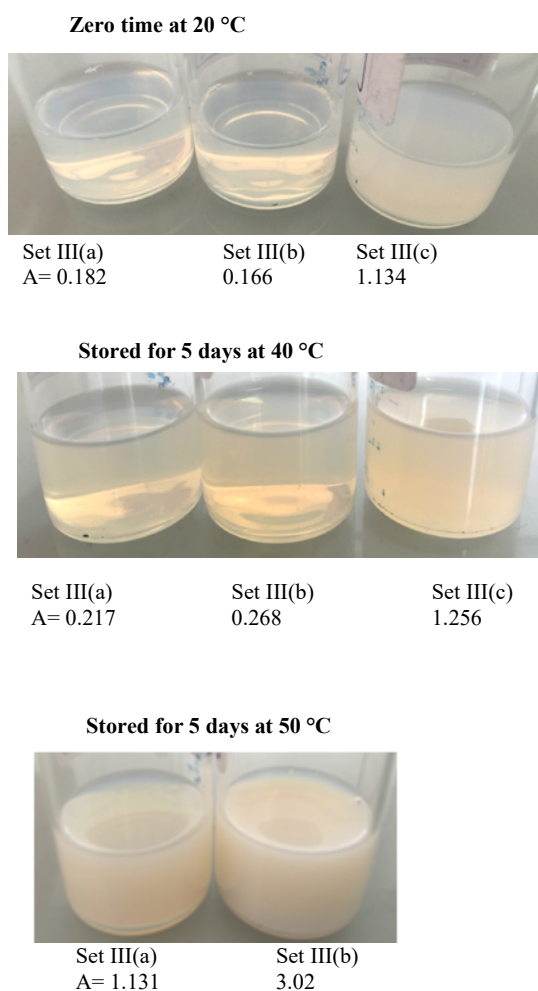 Zero time at 20 °C
Set III(a) Set III(b) Set III(c)
A= 0.182 0.166 1.134
Stored for 5 days at 40 °C
Set III(a) Set III(b) Set III(c)
A= 0.217 0.268 1.256
Stored for 5 days at 50 °C
Set III(a) Set III(b)
A= 1.131 3.02